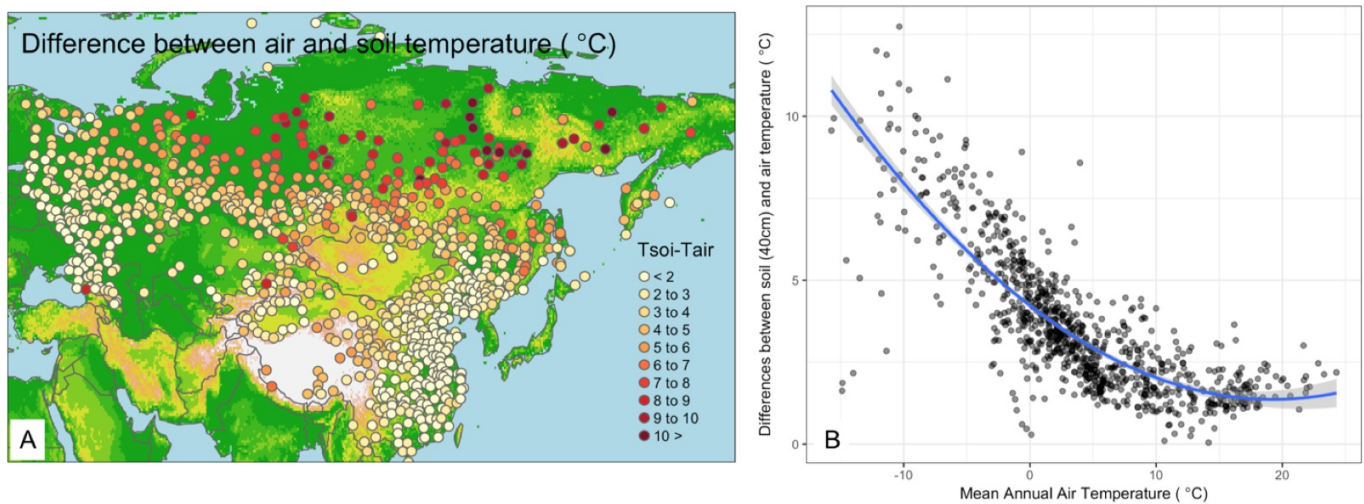 Difference between air and soil temperature ( °C)
Tsoi-Tair
< 2
2 to 3
3 to 4
4 to 5
5 to 6
6 to 7
7 to 8
8 to 9
9 to 10
10 >
A
Differences between soil (40cm) and air temperature ( °C)
10
5
0
B
-10
0
10
20
Mean Annual Air Temperature ( °C)